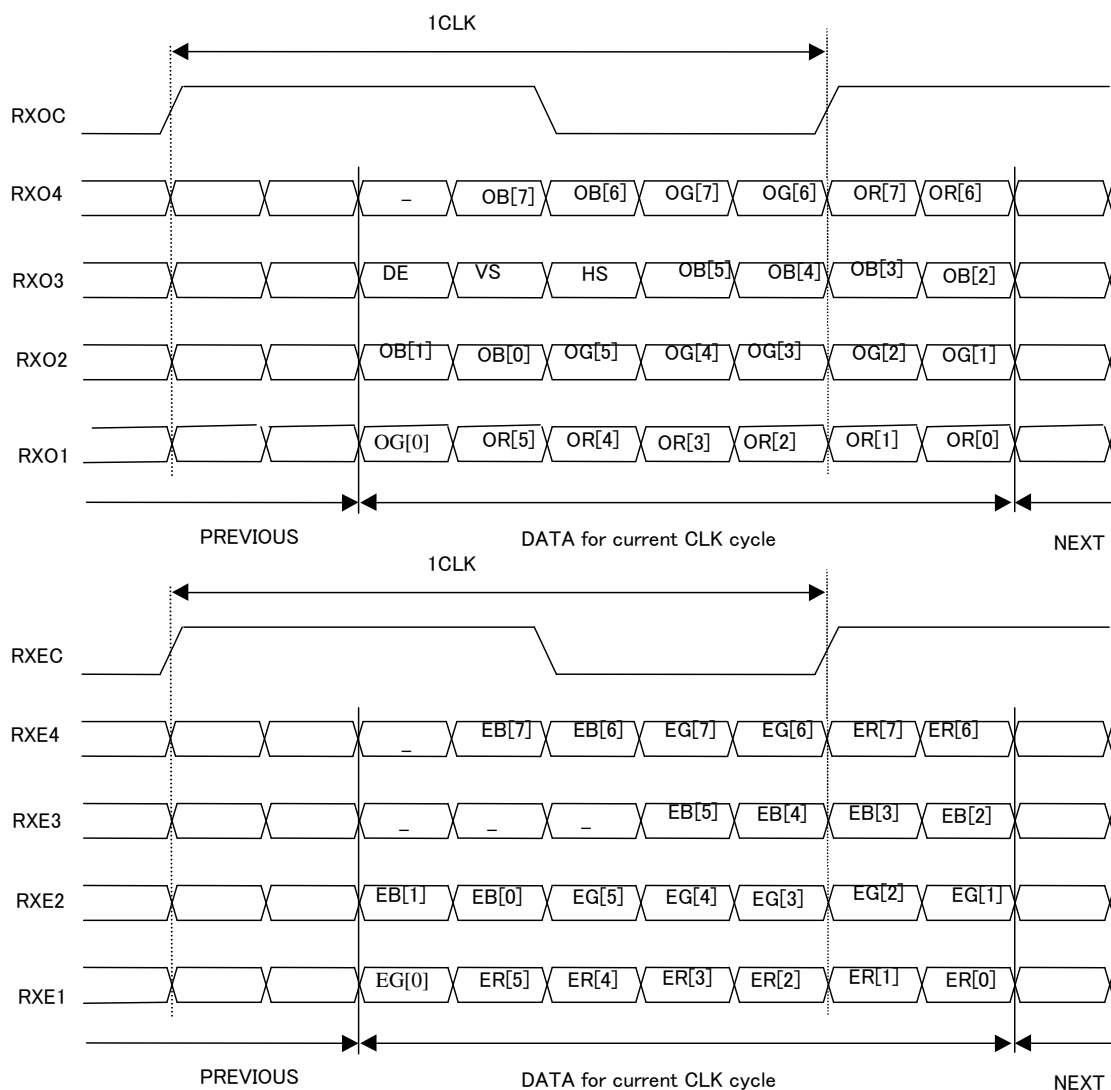 1CLK
RXOC
RXO4 – OB[7] OB[6] OG[7] OG[6] OR[7] OR[6]
RXO3 DE VS HS OB[5] OB[4] OB[3] OB[2]
RXO2 OB[1] OB[0] OG[5] OG[4] OG[3] OG[2] OG[1]
RXO1 OG[0] OR[5] OR[4] OR[3] OR[2] OR[1] OR[0]
PREVIOUS DATA for current CLK cycle NEXT
1CLK
RXEC
RXE4 – EB[7] EB[6] EG[7] EG[6] ER[7] ER[6]
RXE3 – – – EB[5] EB[4] EB[3] EB[2]
RXE2 EB[1] EB[0] EG[5] EG[4] EG[3] EG[2] EG[1]
RXE1 EG[0] ER[5] ER[4] ER[3] ER[2] ER[1] ER[0]
PREVIOUS DATA for current CLK cycle NEXT